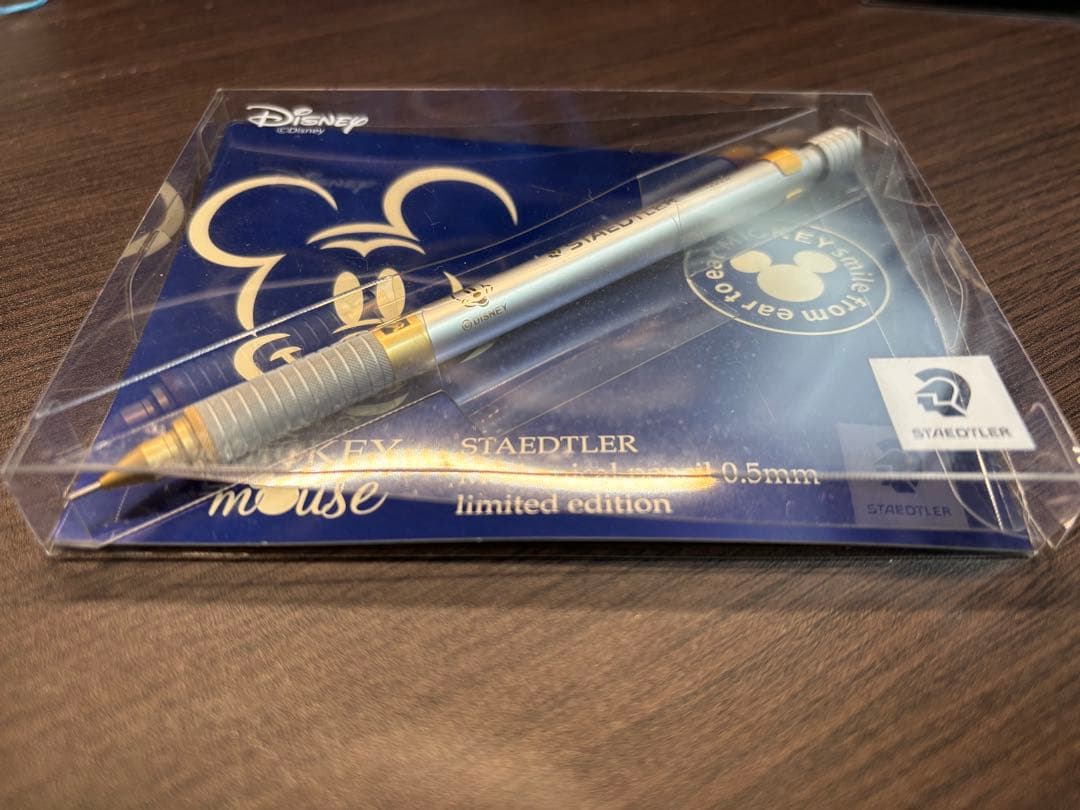 Disney
©Disney
STAEDTLER
©DISNEY
MICKEY smile from ear to ear
STAEDTLER
STAEDTLER
0.5mm
limited edition
mouse
STAEDTLER